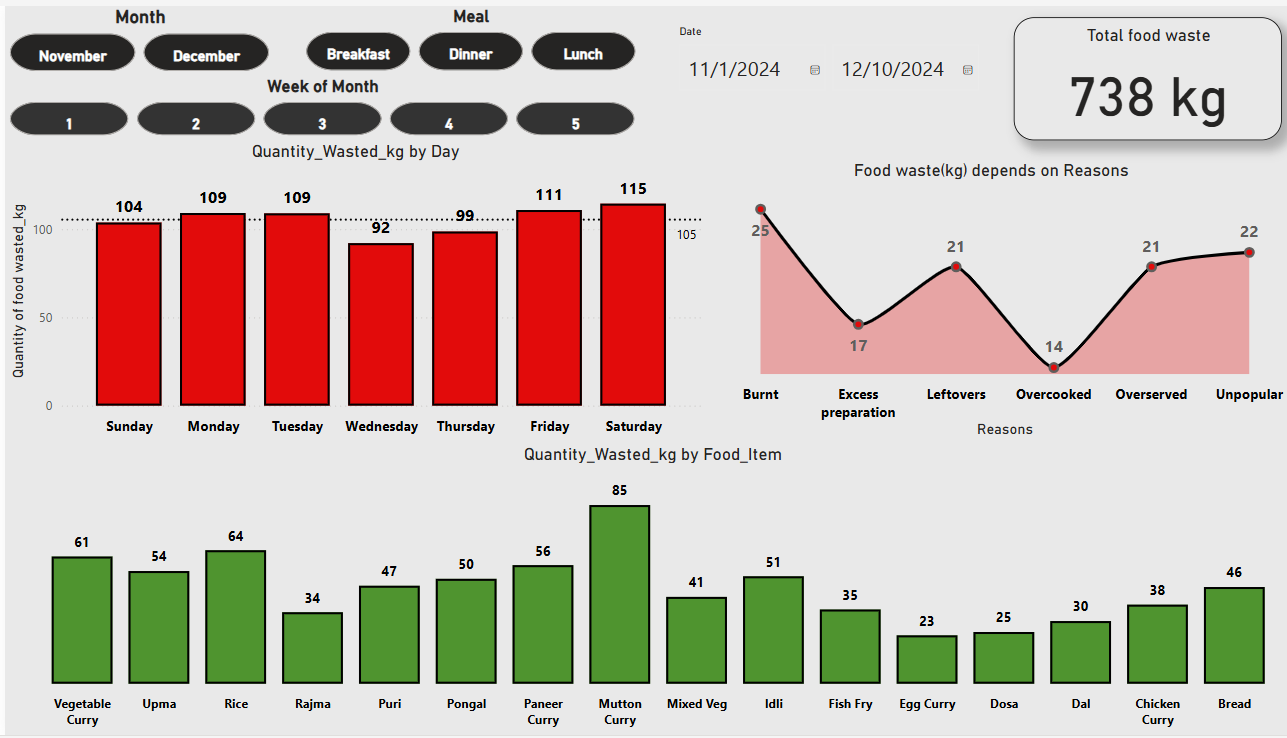 Month
Meal
November
December
Breakfast
Dinner
Lunch
Week of Month
1
2
3
4
5
Date
11/1/2024
12/10/2024
Total food waste
738 kg
Quantity_Wasted_kg by Day
Quantity of food wasted_kg
100
50
0
104
109
109
92
99
111
115
105
Sunday
Monday
Tuesday
Wednesday
Thursday
Friday
Saturday
Food waste(kg) depends on Reasons
25
17
21
14
21
22
Burnt
Excess
preparation
Leftovers
Overcooked
Overserved
Unpopular
Reasons
Quantity_Wasted_kg by Food_Item
61
54
64
34
47
50
56
85
41
51
35
23
25
30
38
46
Vegetable
Curry
Upma
Rice
Rajma
Puri
Pongal
Paneer
Curry
Mutton
Curry
Mixed Veg
Idli
Fish Fry
Egg Curry
Dosa
Dal
Chicken
Curry
Bread